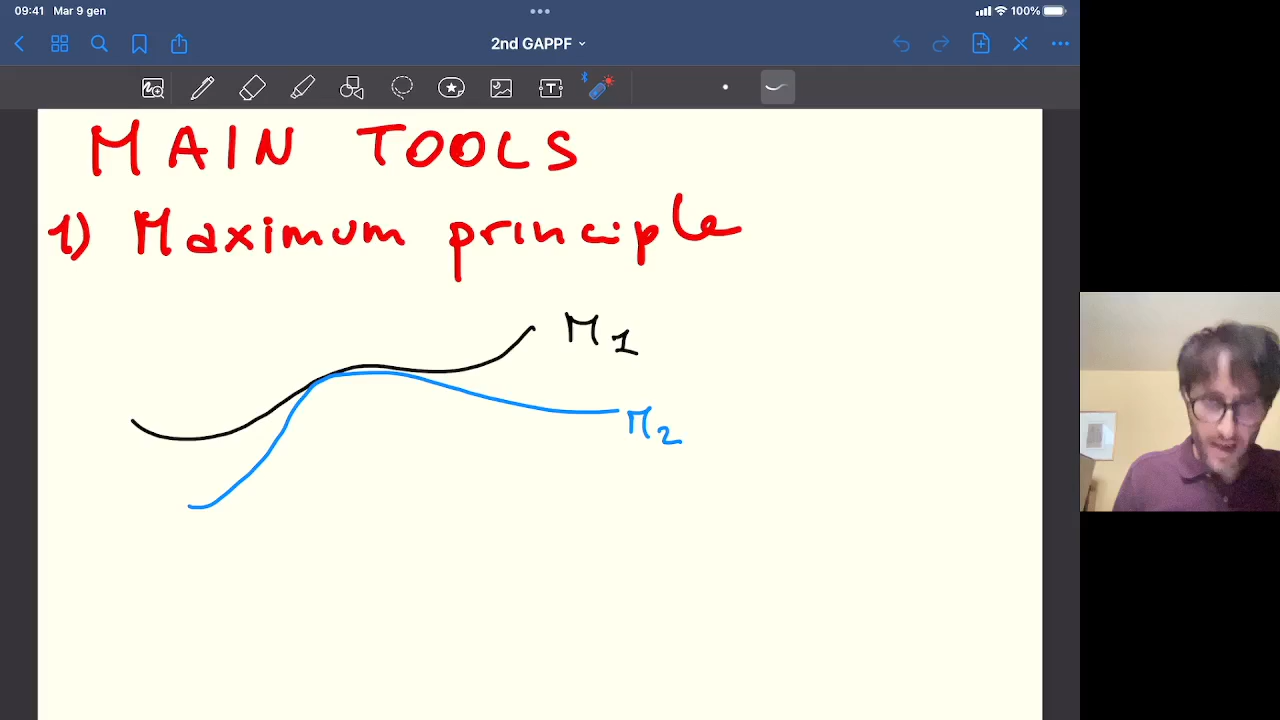 09:41 Mar 9 gen
100%
2nd GAPPF
T
MAIN TOOLS
1) Maximum principle
M1
M2